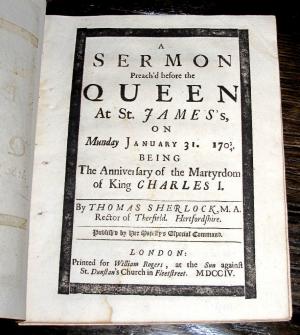 A
SERMON
Preach'd before the
QUEEN
At St. JAMES's,
ON
Munday JANUARY 31. 170¾.
BEING
The Anniversary of the Martyrdom
of King CHARLES I.
By THOMAS SHERLOCK, M.A.
Rector of Therfield, Hertfordshire.
Publish'd by Her Majesty's Especial Command.
LONDON:
Printed for William Rogers, at the Sun against
St. Dunstan's Church in Fleetstreet. MDCCIV.